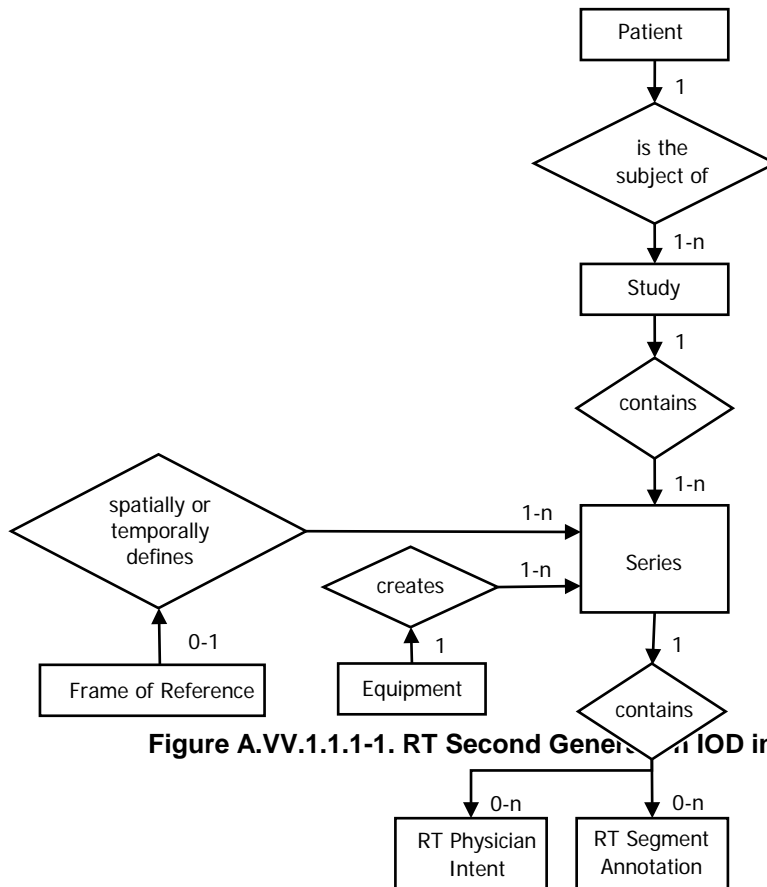 Patient
1
is the
subject of
1-n
Study
1
contains
1-n
spatially or
temporally
defines
1-n
Series
creates
1-n
0-1
1
1
Frame of Reference
Equipment
contains
Figure A.VV.1.1.1-1. RT Second IOD
0-n
0-n
RT Physician
Intent
RT Segment
Annotation